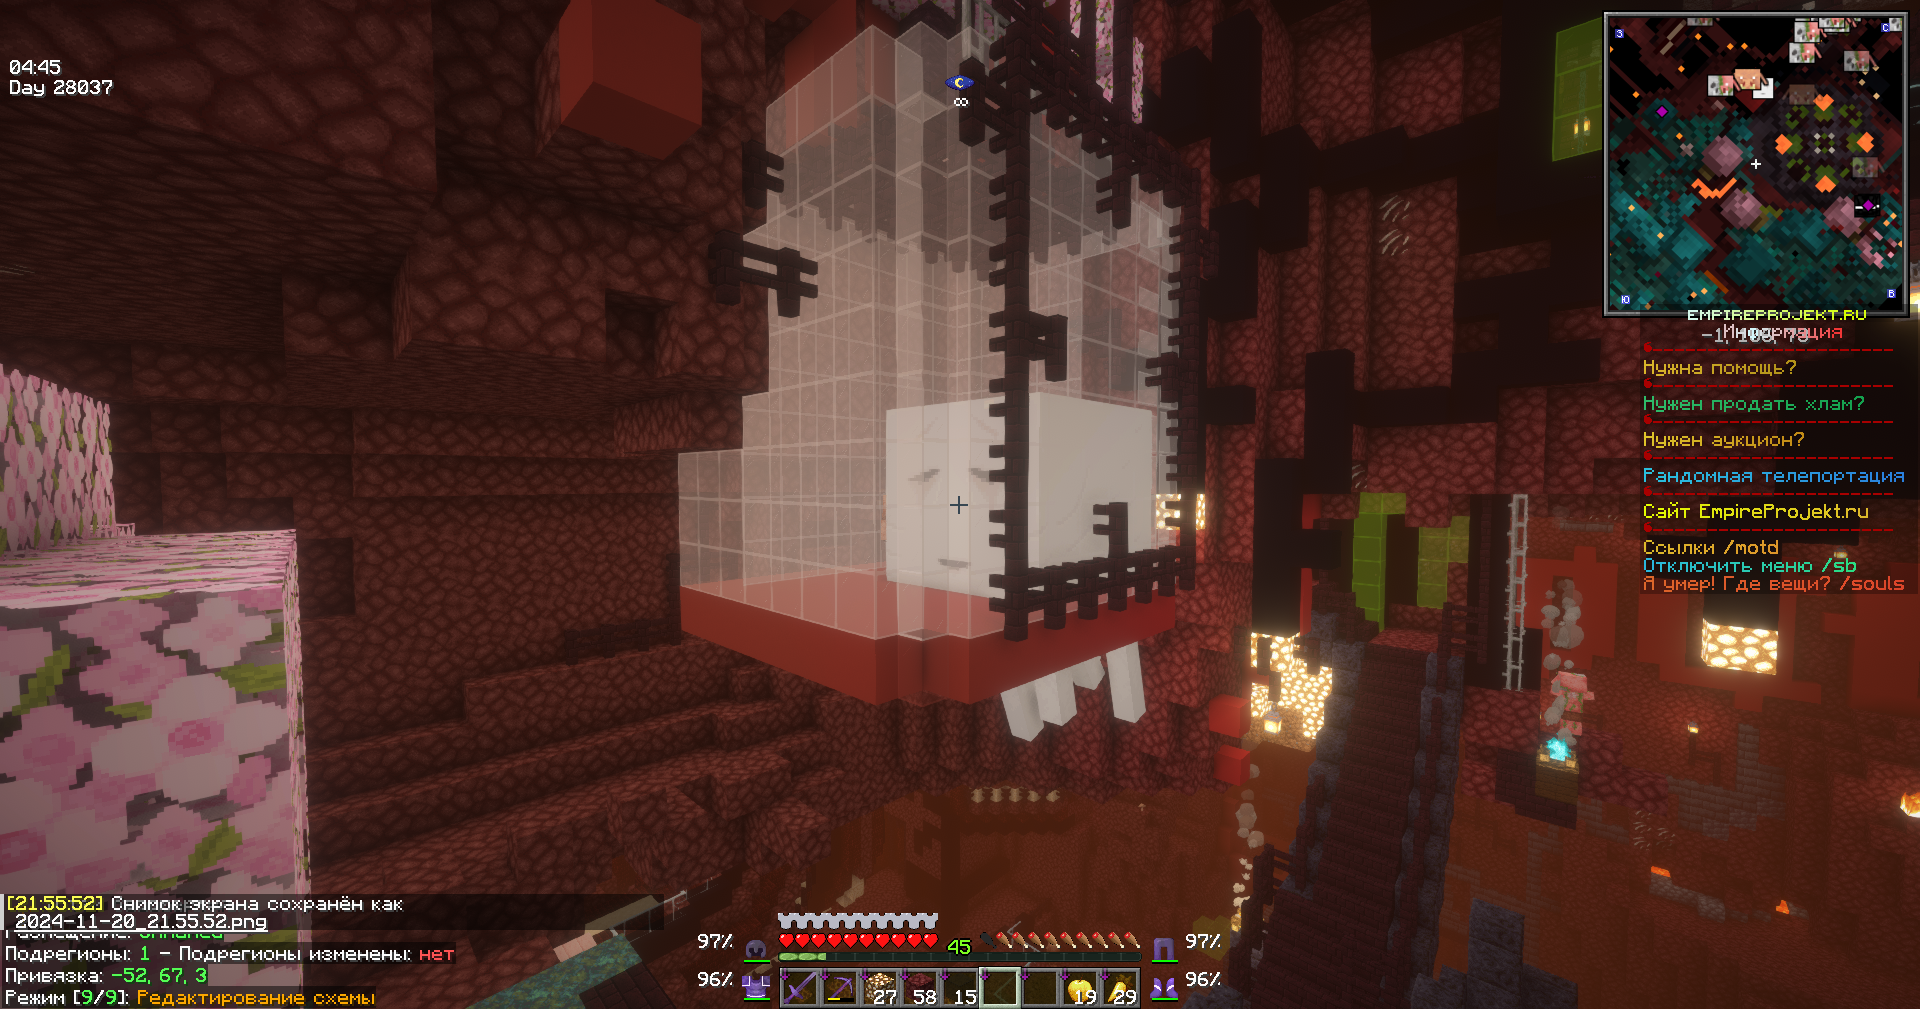 04:45
Day 28037
З
С
Ю
В
EMPIREPROJEKT.RU
Информация
Нужна помощь?
Нужен продать хлам?
Нужен аукцион?
Рандомная телепортация
Сайт EmpireProjekt.ru
Ссылки /motd
Отключить меню /sb
Я умер! Где вещи? /souls
[21:55:52] Снимок экрана сохранён как
2024-11-20_21.55.52.png
Подрегионы: 1 - Подрегионы изменены: нет
Привязка: -52, 67, 3
Режим [9/9]: Редактирование схемы
∞
97% 45 97%
96% 27 58 15 19 29 96%